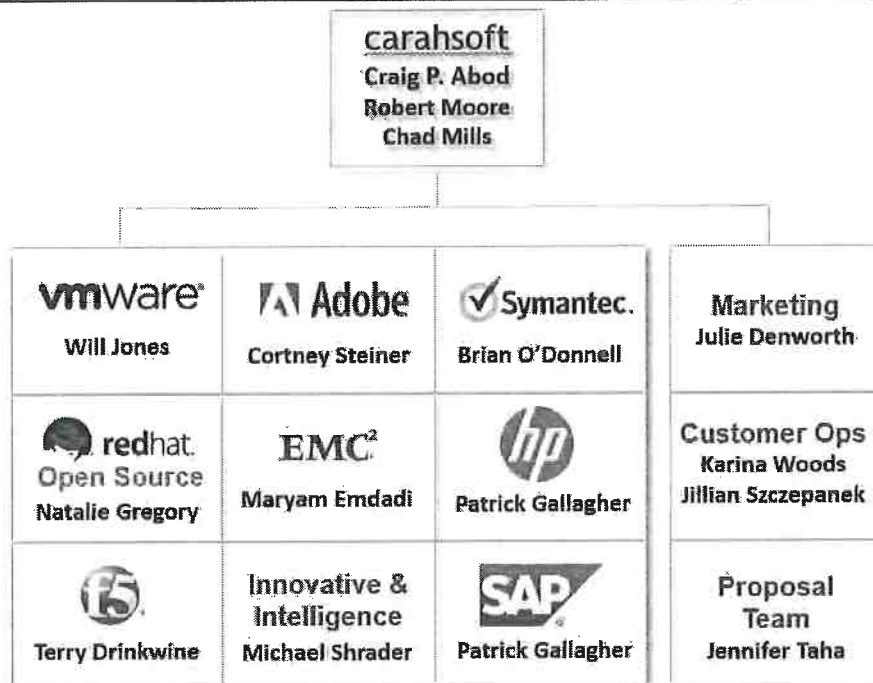 carahsoft
Craig P. Abod
Robert Moore
Chad Mills
vmware®
Will Jones
Adobe
Cortney Steiner
Symantec.
Brian O'Donnell
Marketing
Julie Denworth
redhat.
Open Source
Natalie Gregory
EMC²
Maryam Emdadi
hp
Patrick Gallagher
Customer Ops
Karina Woods
Jillian Szczepanek
f5.
Terry Drinkwine
Innovative &
Intelligence
Michael Shrader
SAP®
Patrick Gallagher
Proposal
Team
Jennifer Taha